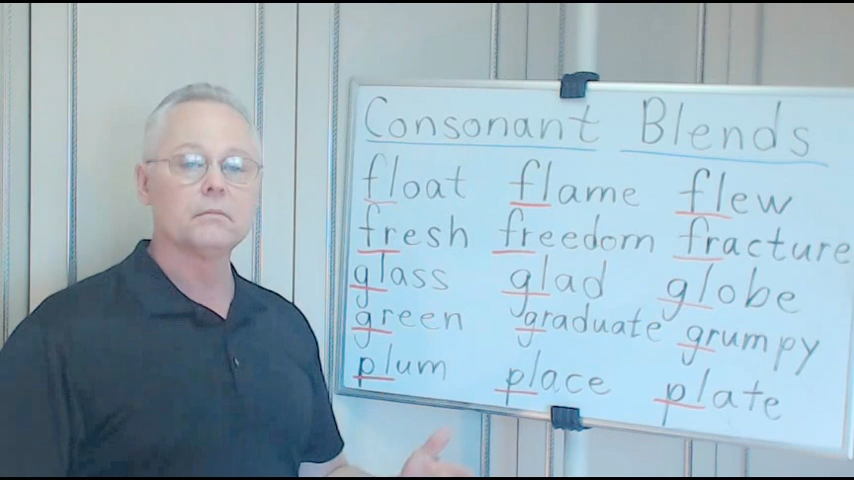 Consonant Blends
float flame flew
fresh freedom fracture
glass glad globe
green graduate grumpy
plum place plate